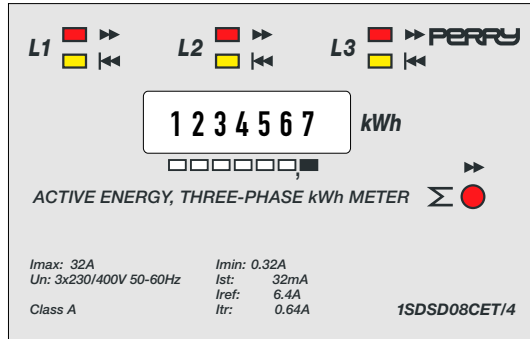 L1 L2 L3 PERRY
1234567 kWh
,
ACTIVE ENERGY, THREE-PHASE kWh METER Σ
Imax: 32A
Un: 3x230/400V 50-60Hz
Class A
Imin: 0.32A
Ist: 32mA
Iref: 6.4A
Itr: 0.64A
1SDSD08CET/4